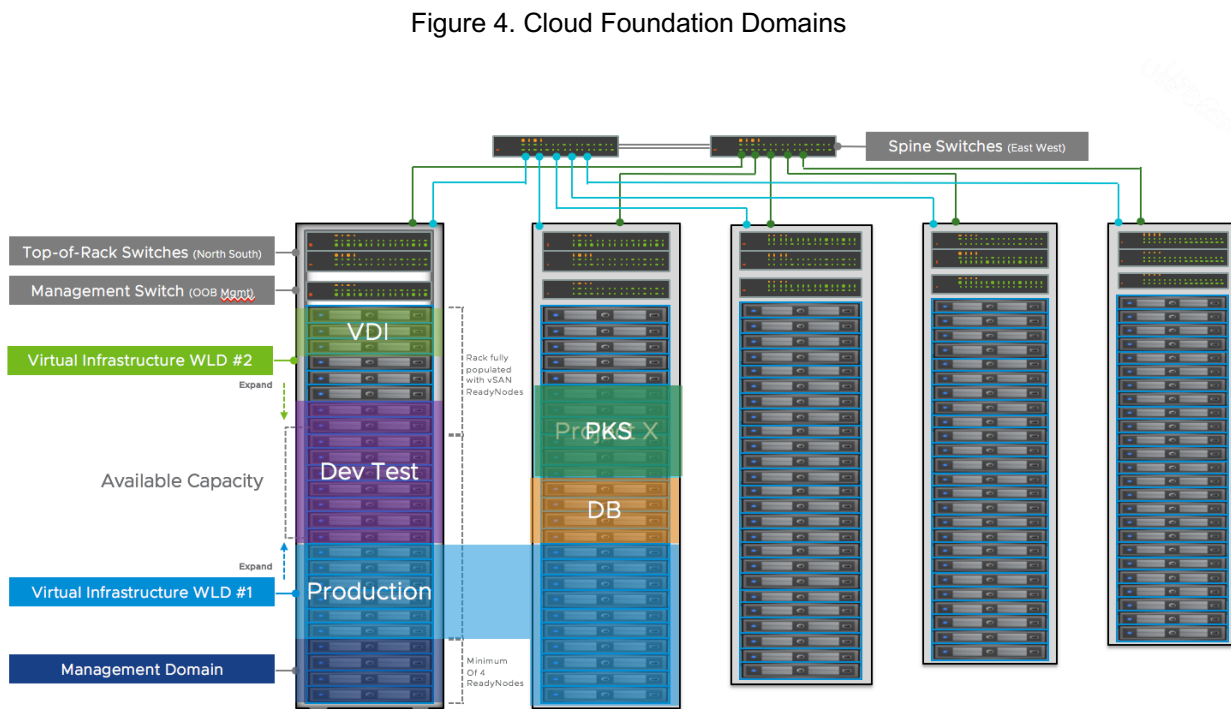 Figure 4. Cloud Foundation Domains
Spine Switches (East West)
Top-of-Rack Switches (North South)
Management Switch (OOB Mgmt)
VDI
Virtual Infrastructure WLD #2
Rack fully
populated
with vSAN
ReadyNodes
Expand
PKS
Project X
Dev Test
Available Capacity
DB
Expand
Virtual Infrastructure WLD #1
Production
Management Domain
Minimum
Of 4
ReadyNodes